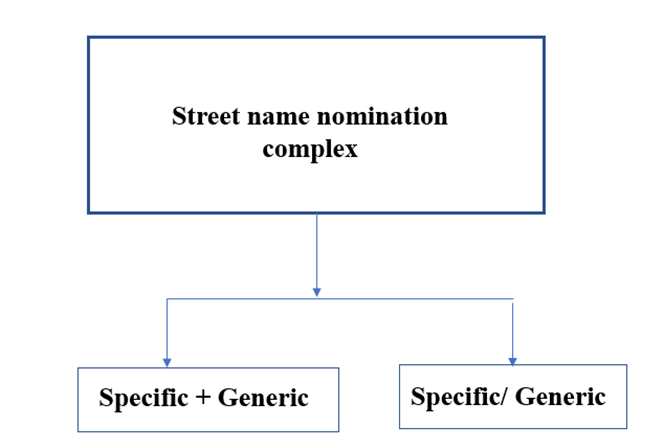 Street name nomination
complex
Specific + Generic
Specific/ Generic